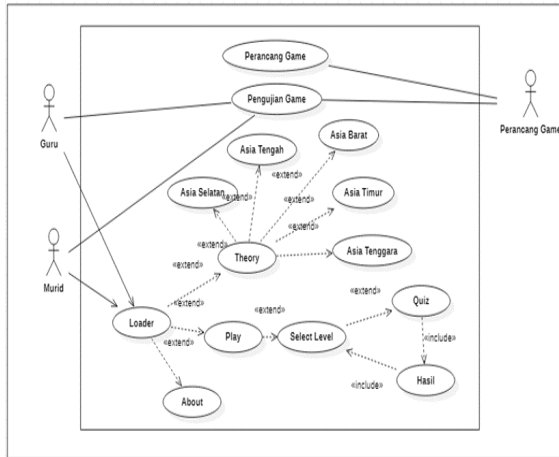 Perancang Game
Pengujian Game
Guru
Perancang Game
Asia Barat
Asia Tengah
«extend»
Asia Selatan
«extend»
«extend»
Asia Timur
«extend»
Murid
«extend»
Theory
Asia Tenggara
«extend»
«extend»
«extend»
Quiz
Loader
«extend»
Play
Select Level
«extend»
«include»
Hasil
«include»
About